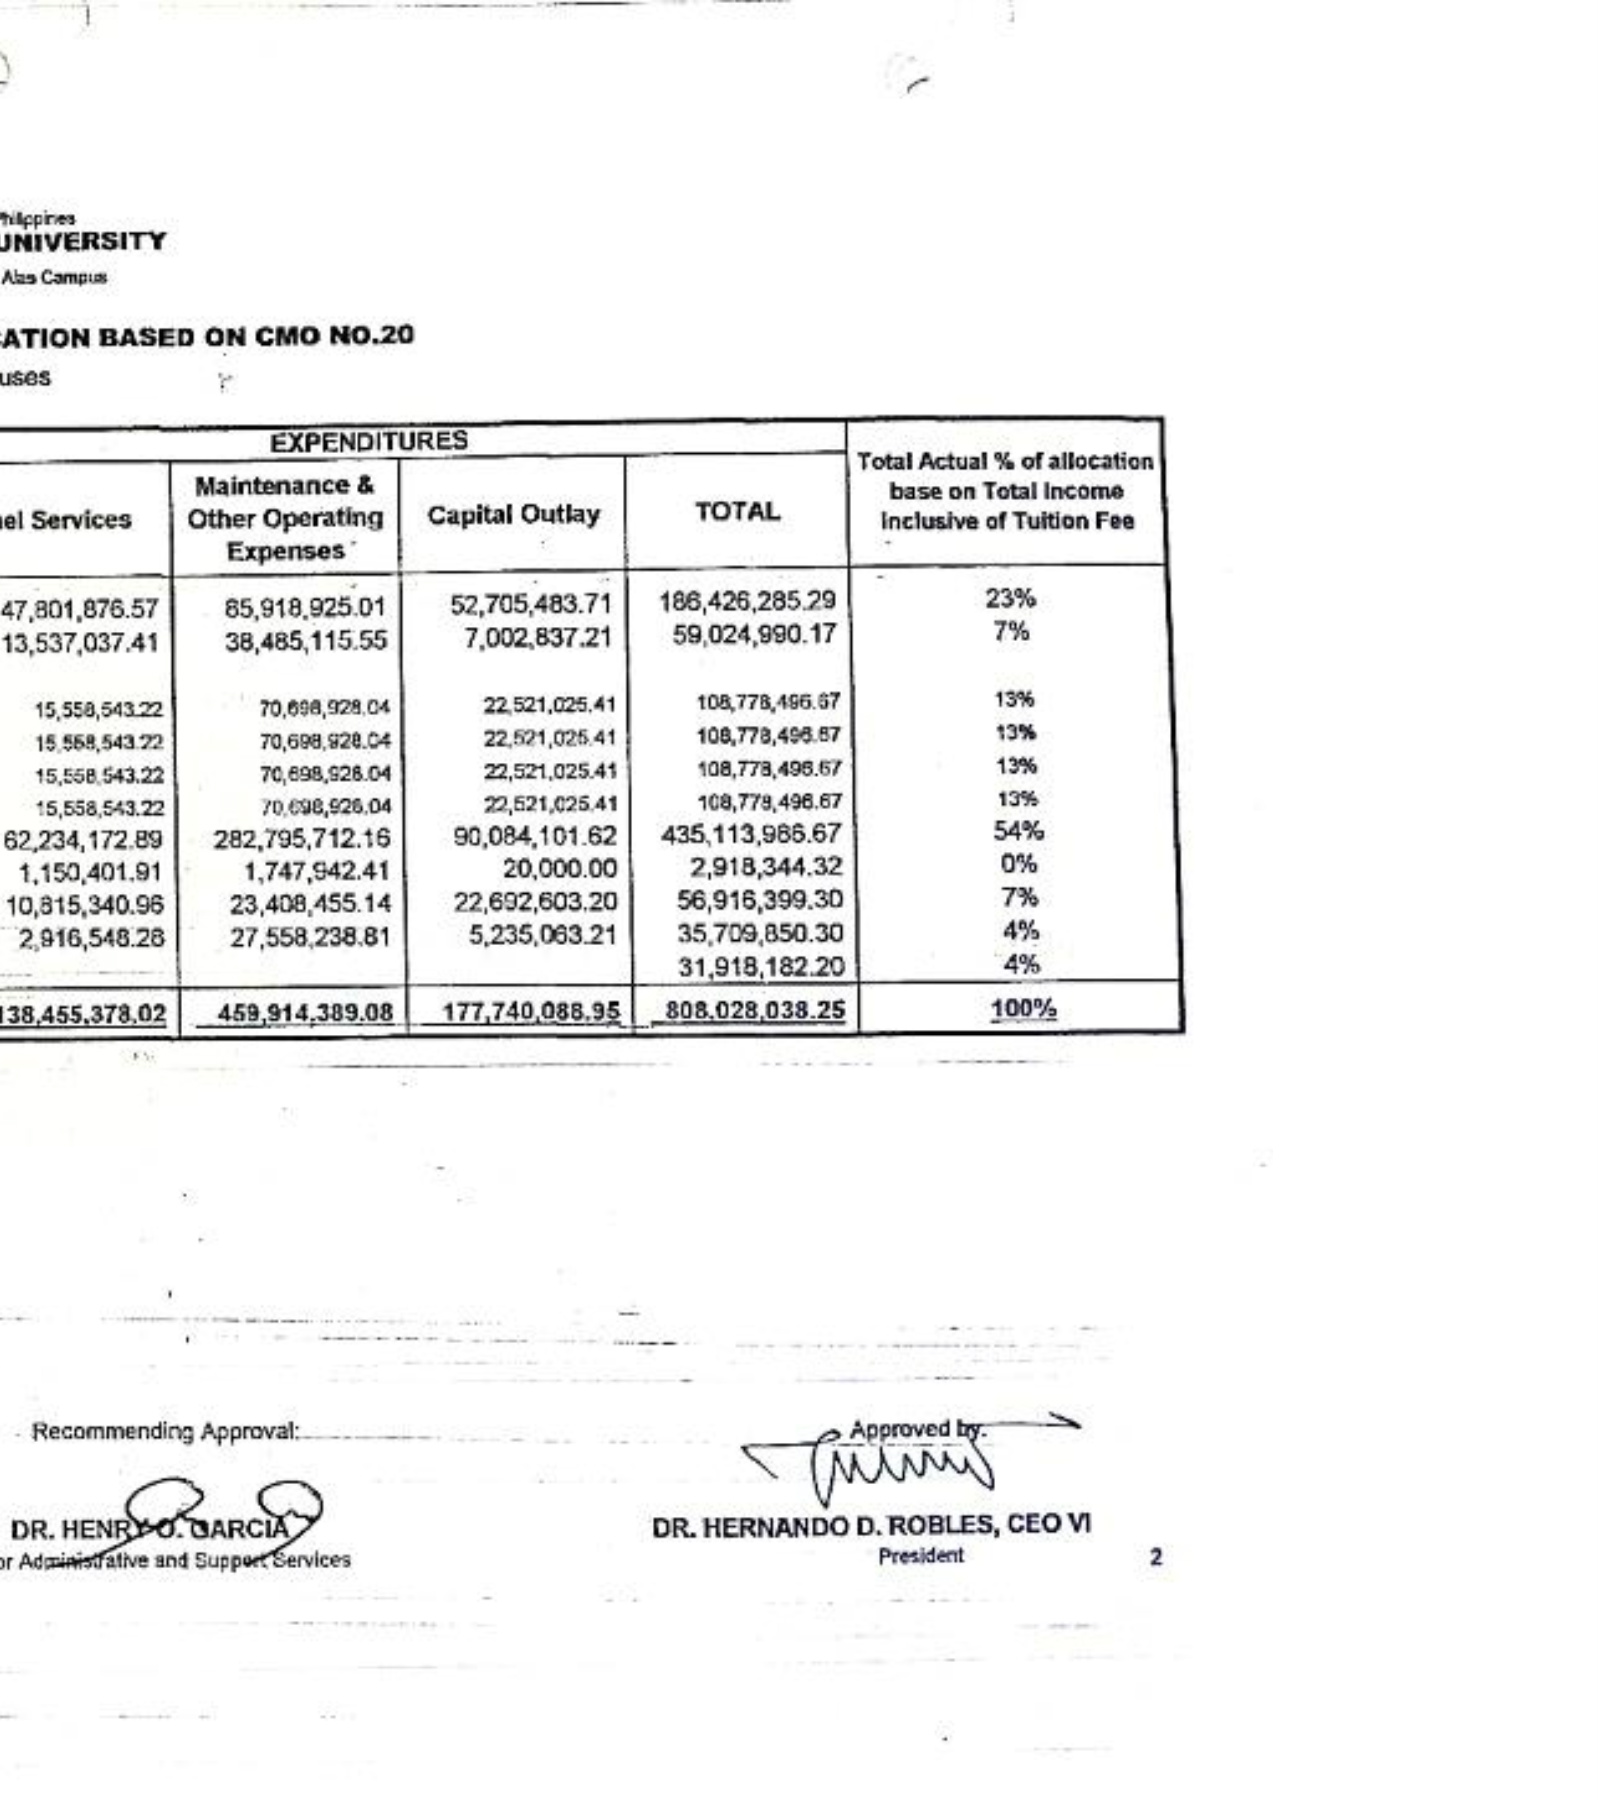 Philippines
UNIVERSITY
Alas Campus
CATION BASED ON CMO NO.20
uses
EXPENDITURES
nel Services
Maintenance &
Other Operating
Expenses
Capital Outlay
TOTAL
Total Actual % of allocation
base on Total Income
Inclusive of Tuition Fee
47,801,876.57 85,918,925.01 52,705,483.71 186,426,285.29 23%
13,537,037.41 38,485,115.55 7,002,837.21 59,024,990.17 7%
15,558,543.22 70,698,928.04 22,521,025.41 108,778,496.67 13%
15,558,543.22 70,698,928.04 22,521,025.41 108,778,496.67 13%
15,558,543.22 70,698,928.04 22,521,025.41 108,778,496.67 13%
15,558,543.22 70,698,928.04 22,521,025.41 108,778,496.67 13%
62,234,172.89 282,795,712.16 90,084,101.62 435,113,986.67 54%
1,150,401.91 1,747,942.41 20,000.00 2,918,344.32 0%
10,815,340.96 23,408,455.14 22,692,603.20 56,916,399.30 7%
2,916,548.28 27,558,238.81 5,235,063.21 35,709,850.30 4%
31,918,182.20 4%
138,455,378.02 459,914,389.08 177,740,088.95 808,028,038.25 100%
Recommending Approval:
Approved by:
DR. HENRY O. GARCIA
or Administrative and Support Services
DR. HERNANDO D. ROBLES, CEO VI
President
2